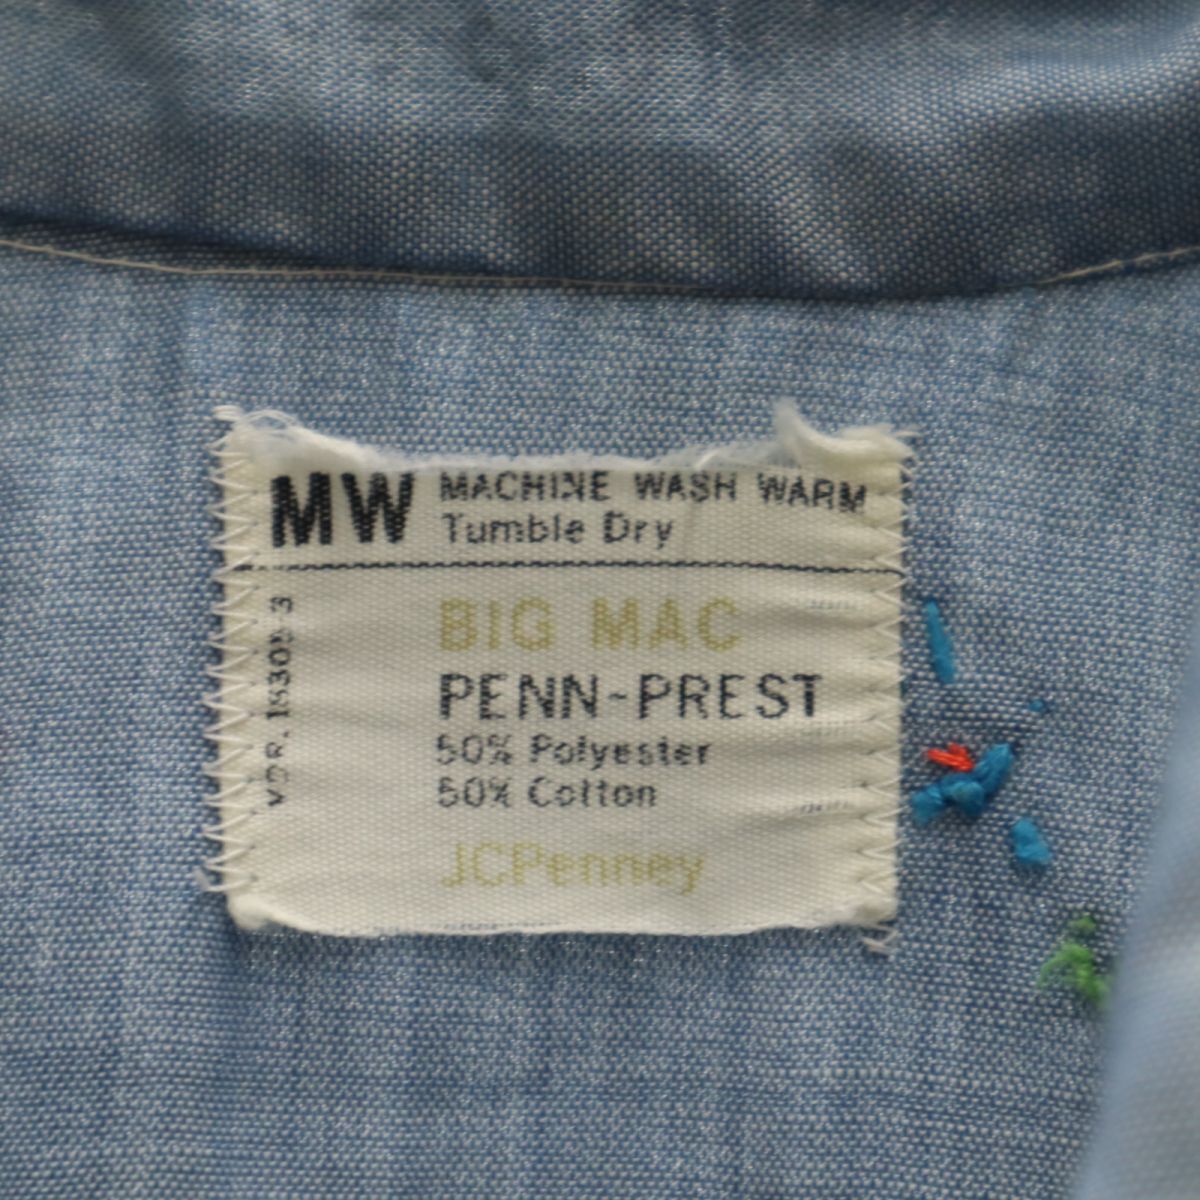 MW MACHINE WASH WARM
Tumble Dry
BIG MAC
PENN-PREST
50% Polyester
50% Cotton
JCPenney